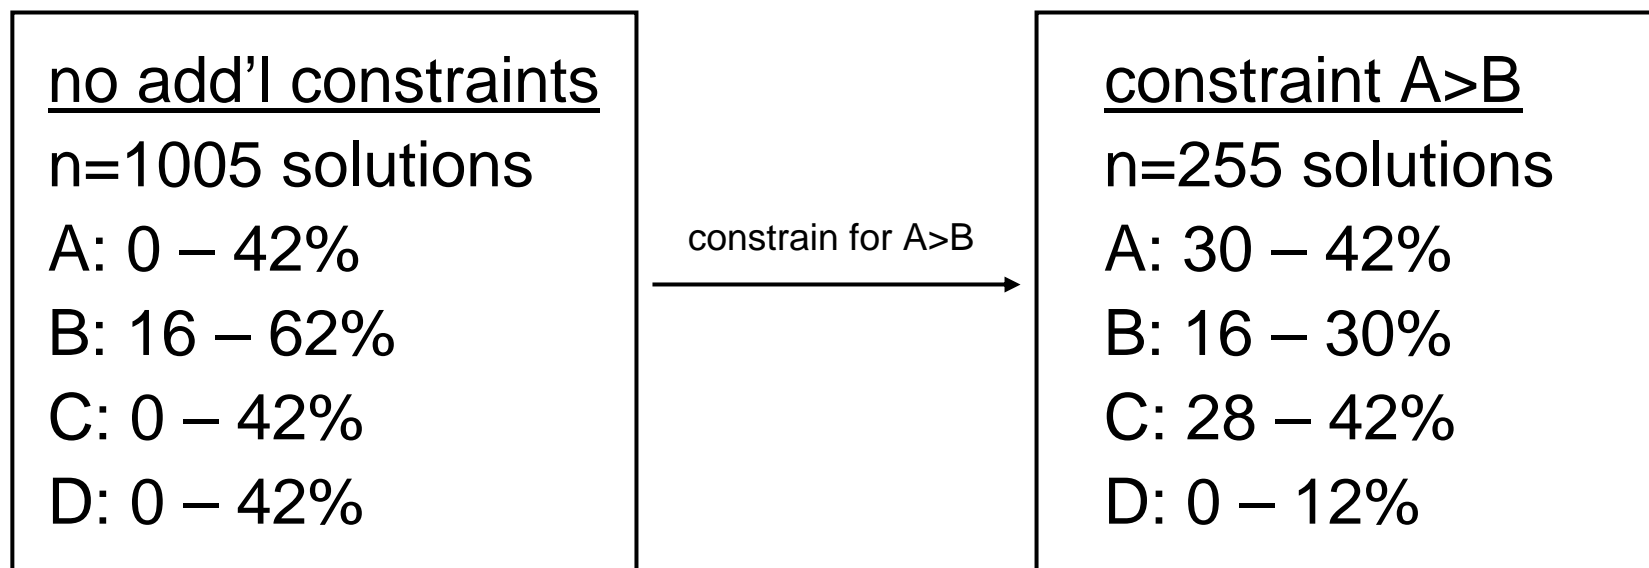 no add’l constraints
n=1005 solutions
A: 0 – 42%
B: 16 – 62%
C: 0 – 42%
D: 0 – 42%
constrain for A>B
constraint A>B
n=255 solutions
A: 30 – 42%
B: 16 – 30%
C: 28 – 42%
D: 0 – 12%